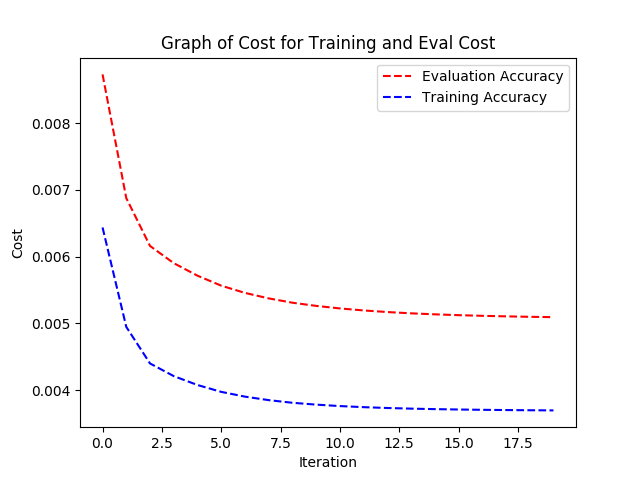 Graph of Cost for Training and Eval Cost
Evaluation Accuracy
Training Accuracy
0.008
0.007
0.006
0.005
0.004
Cost
0.0 2.5 5.0 7.5 10.0 12.5 15.0 17.5
Iteration